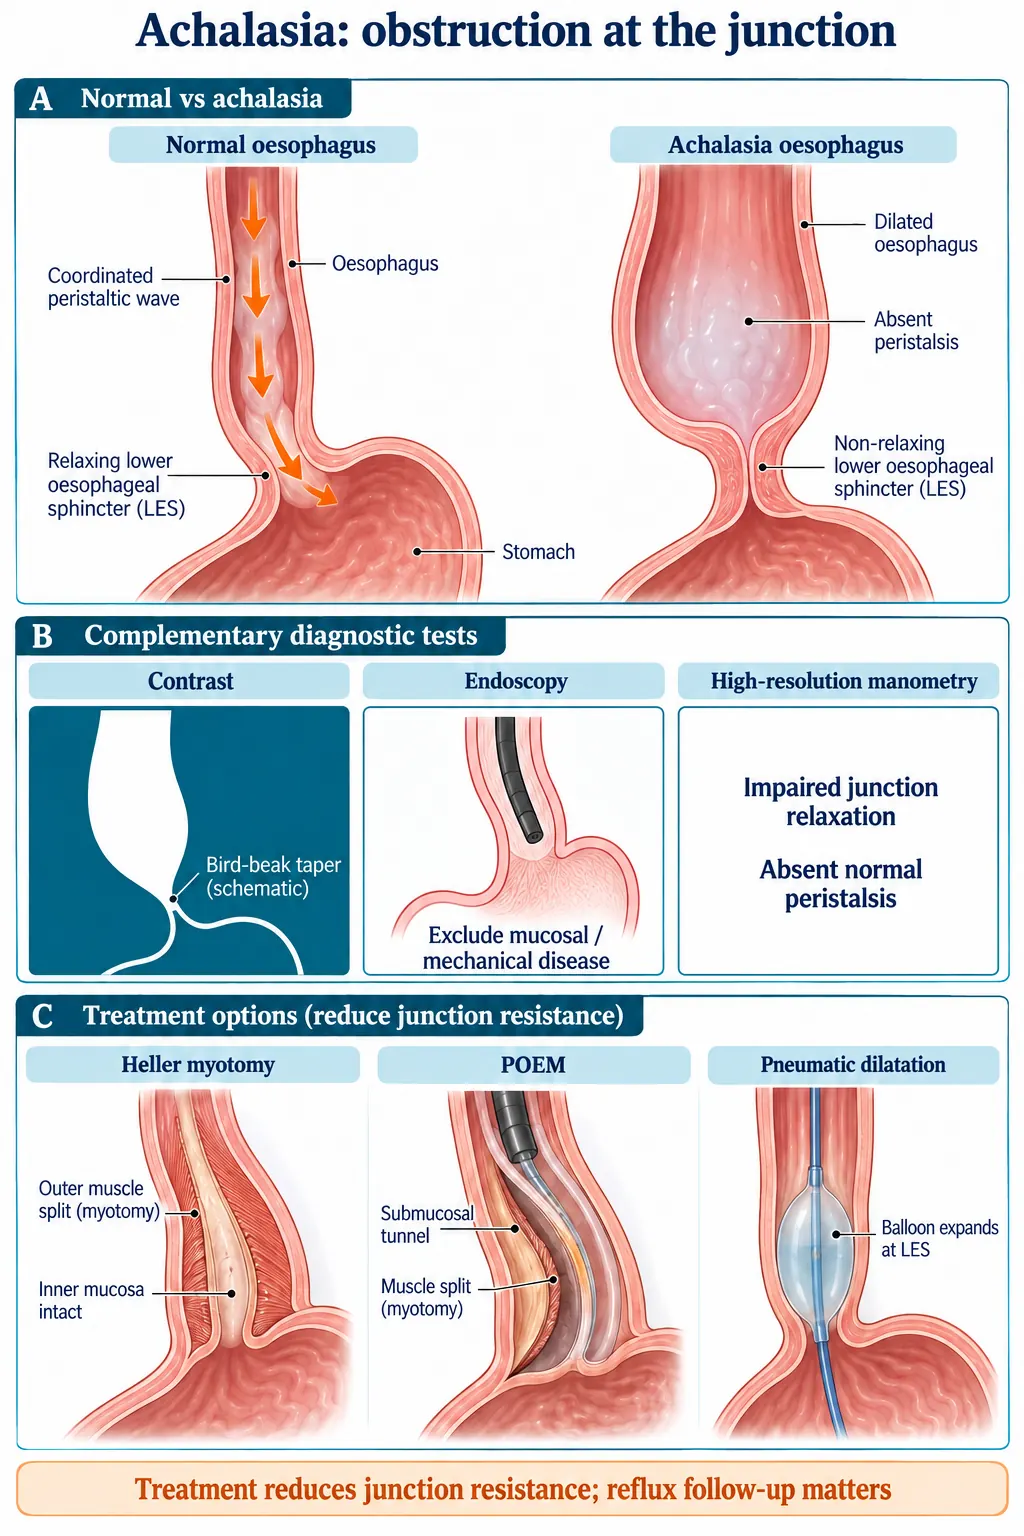 Achalasia: obstruction at the junction
A Normal vs achalasia
Normal oesophagus
Coordinated
peristaltic wave
Oesophagus
Relaxing lower
oesophageal
sphincter (LES)
Stomach
Achalasia oesophagus
Dilated
oesophagus
Absent
peristalsis
Non-relaxing
lower oesophageal
sphincter (LES)
B Complementary diagnostic tests
Contrast
Bird-beak taper
(schematic)
Endoscopy
Exclude mucosal /
mechanical disease
High-resolution manometry
Impaired junction
relaxation
Absent normal
peristalsis
C Treatment options (reduce junction resistance)
Heller myotomy
Outer muscle
split (myotomy)
Inner mucosa
intact
POEM
Submucosal
tunnel
Muscle split
(myotomy)
Pneumatic dilatation
Balloon expands
at LES
Treatment reduces junction resistance; reflux follow-up matters